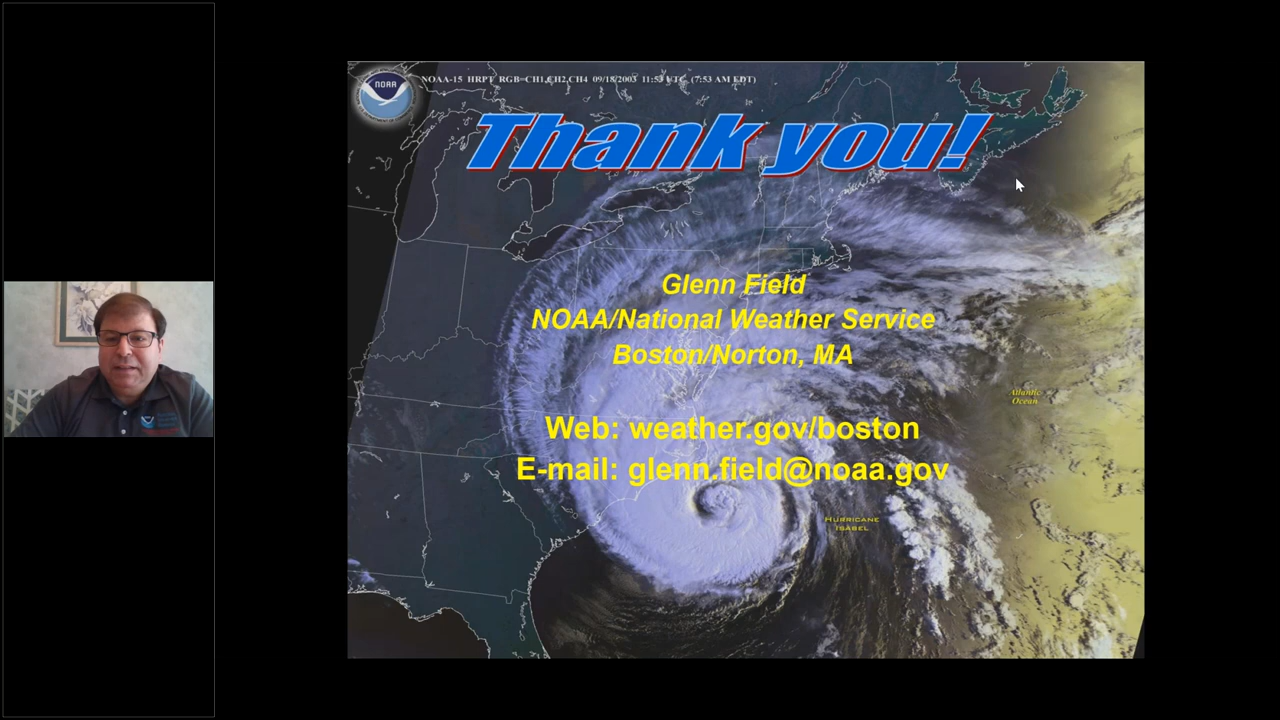 NOAA-15 HRPT RGB=CH1,CH2,CH4 09/18/2003 11:53 UTC (7:53 AM EDT)
NOAA
Thank you!
Glenn Field
NOAA/National Weather Service
Boston/Norton, MA
Atlantic
Ocean
Web: weather.gov/boston
E-mail: glenn.field@noaa.gov
Hurricane
Isabel